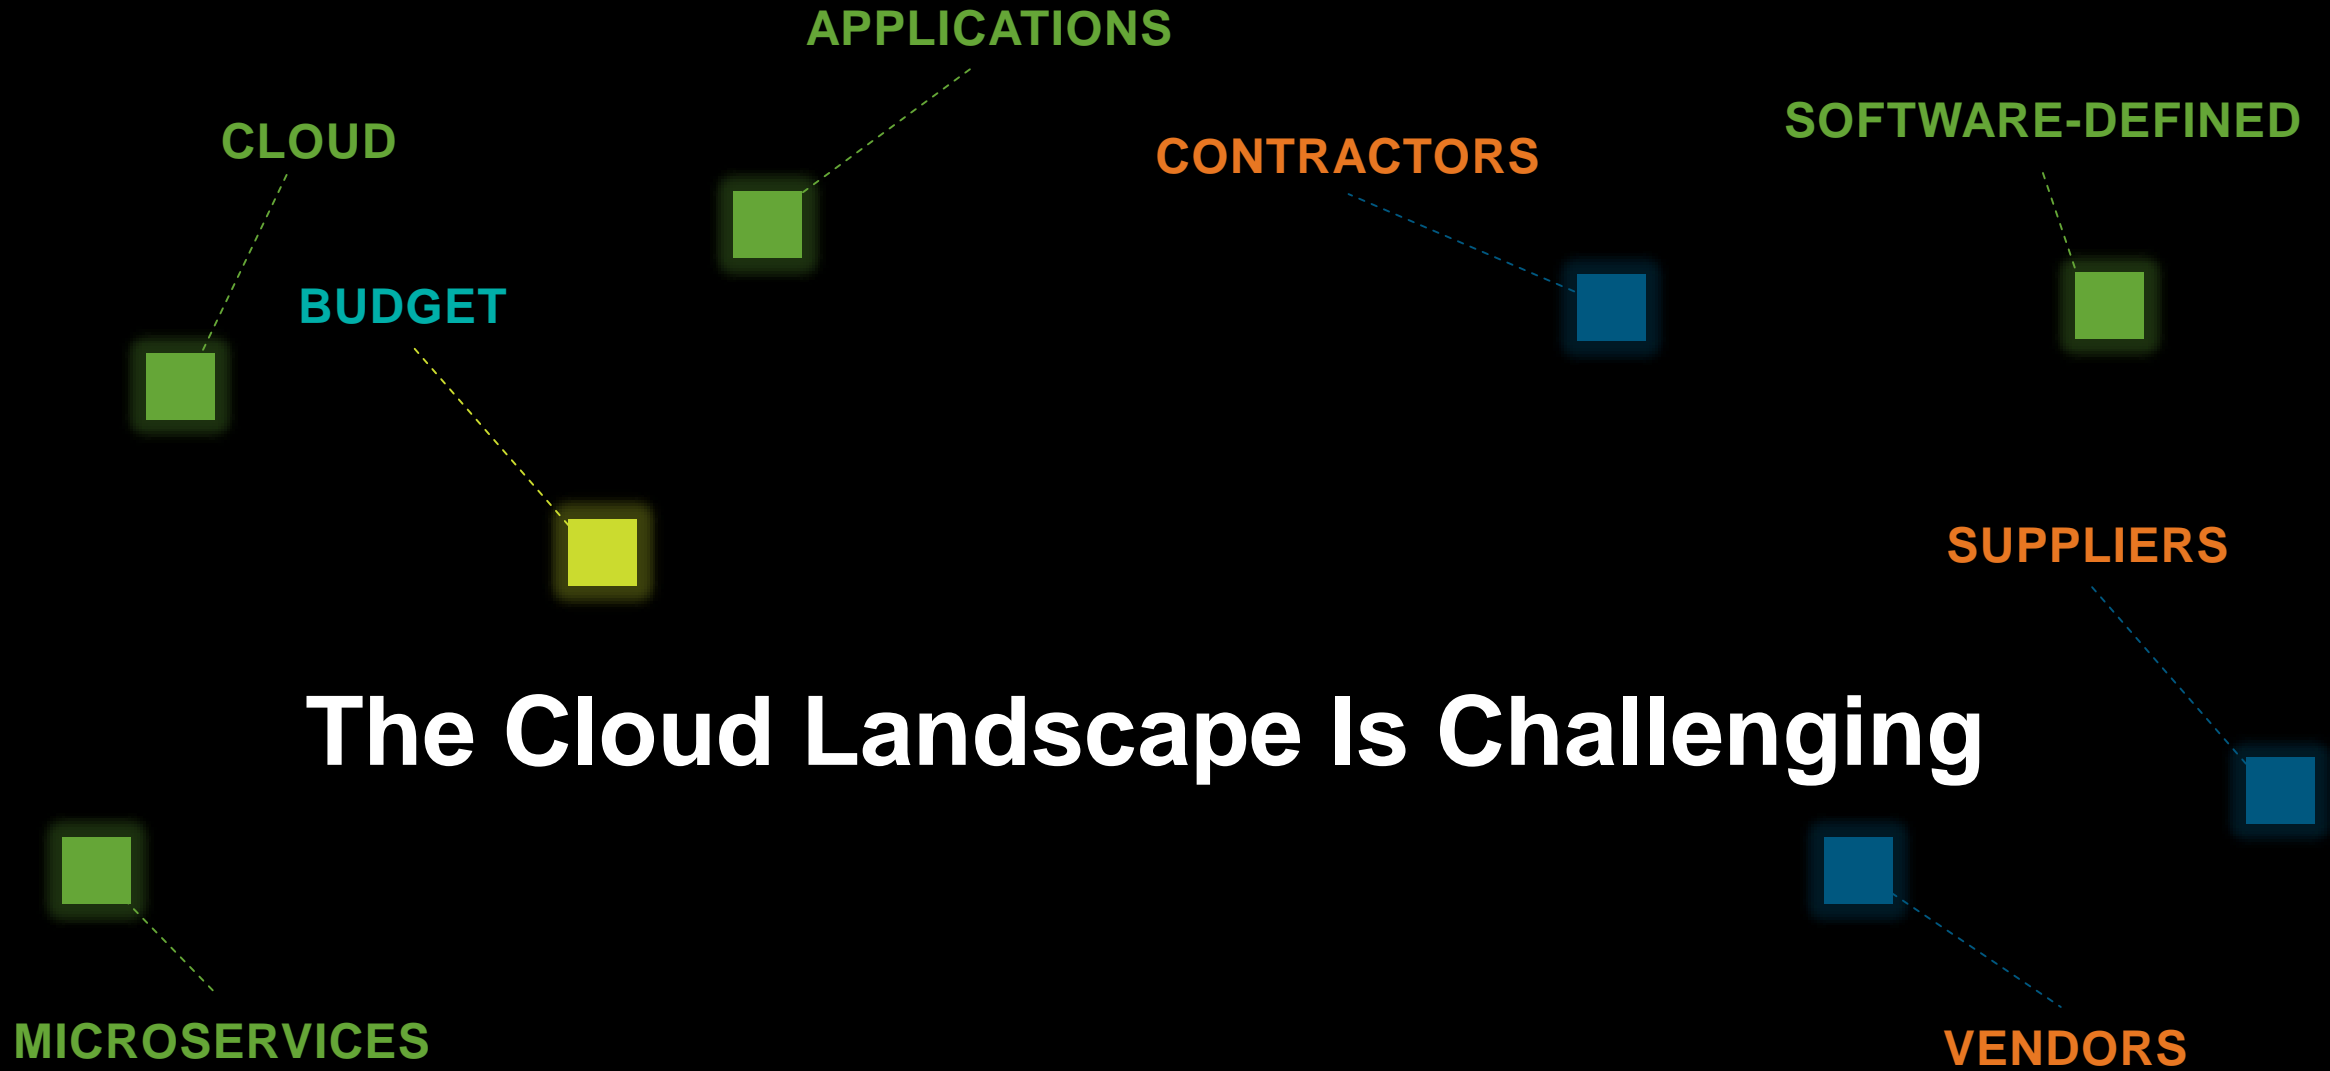 APPLICATIONS
SOFTWARE-DEFINED
CLOUD
CONTRACTORS
BUDGET
SUPPLIERS
The Cloud Landscape Is Challenging
MICROSERVICES
VENDORS